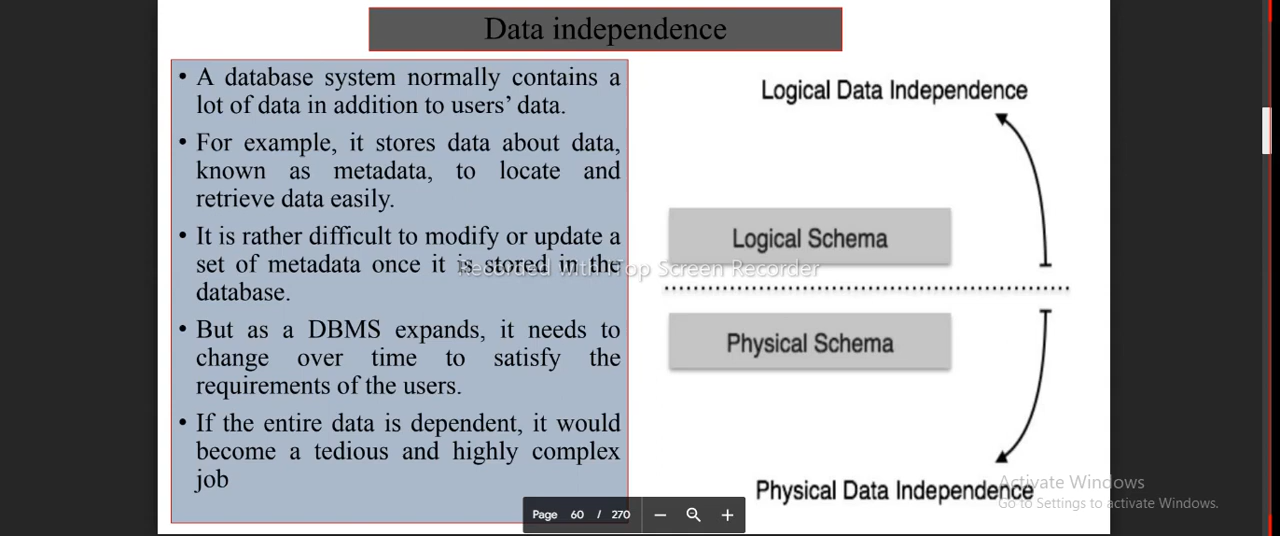 Data independence
• A database system normally contains a
lot of data in addition to users’ data.
• For example, it stores data about data,
known as metadata, to locate and
retrieve data easily.
• It is rather difficult to modify or update a
set of metadata once it is stored in the
database.
• But as a DBMS expands, it needs to
change over time to satisfy the
requirements of the users.
• If the entire data is dependent, it would
become a tedious and highly complex
job
Logical Data Independence
Logical Schema
Physical Schema
Physical Data Independence
Recorded with iTop Screen Recorder
Activate Windows
Go to Settings to activate Windows.
Page 60 / 270